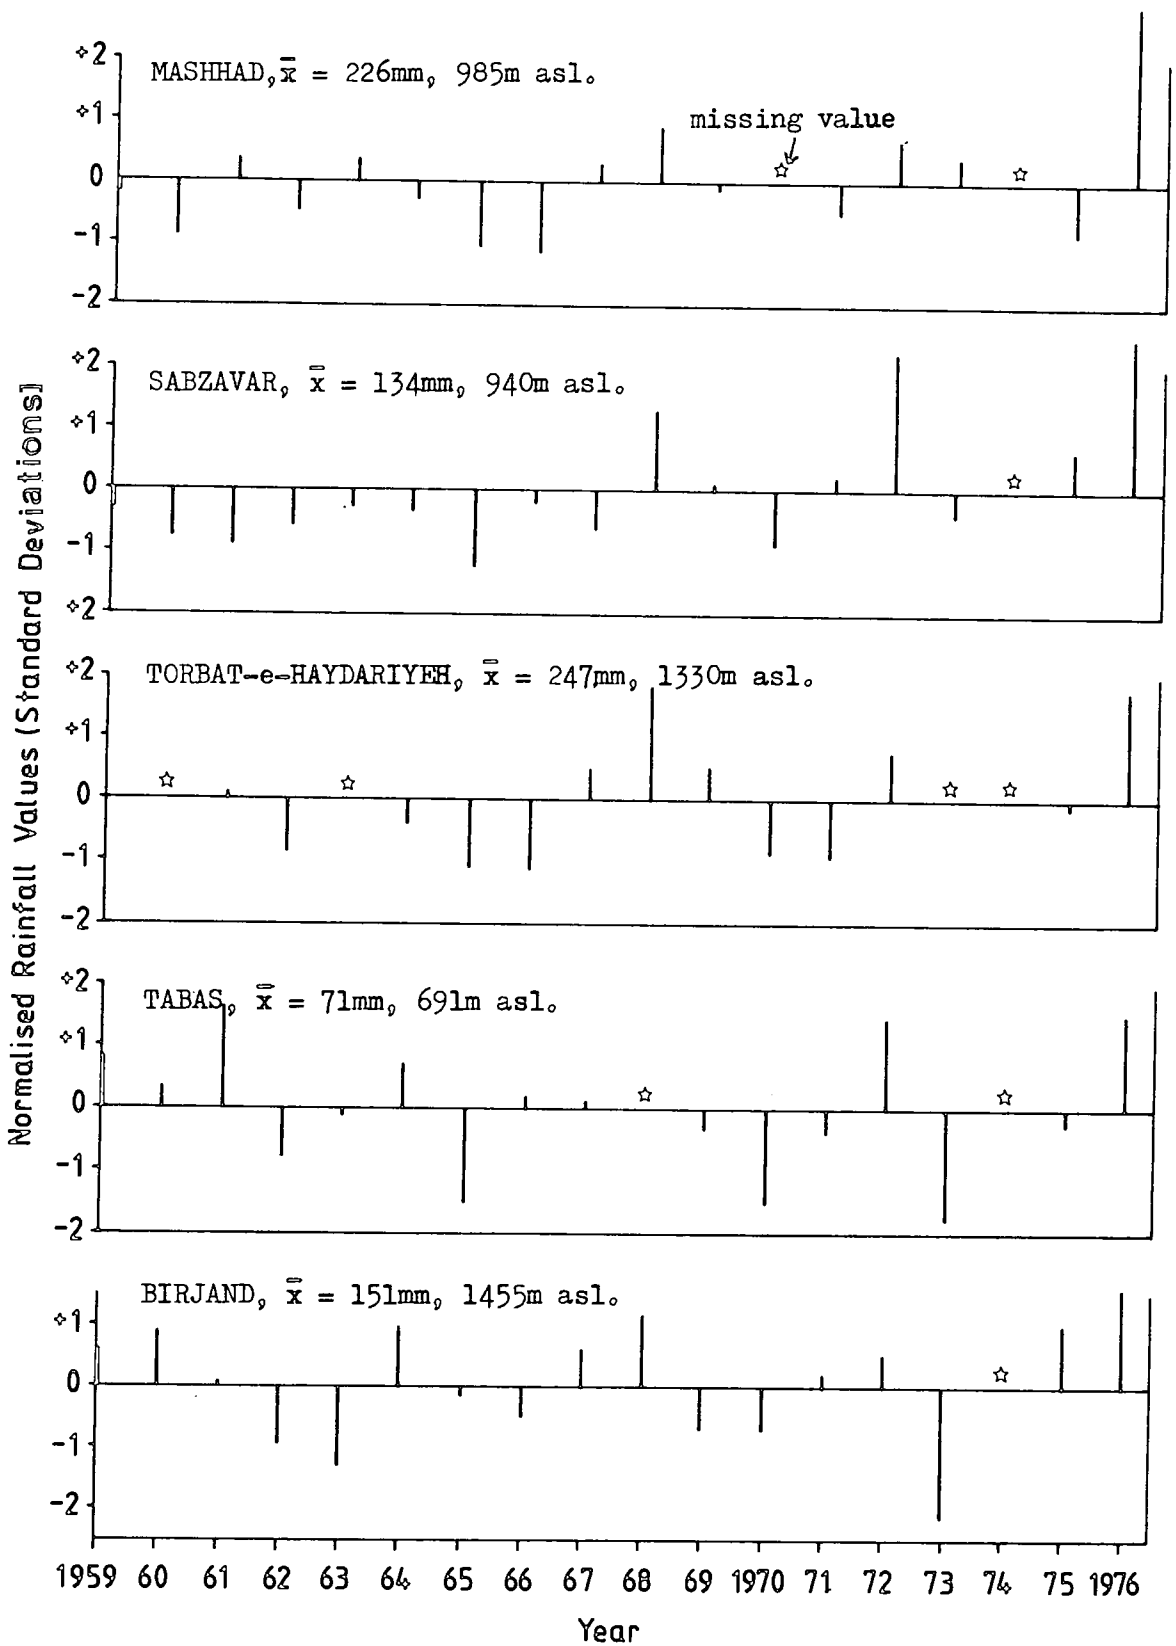 +2
MASHHAD, x̄ = 226mm, 985m asl.
+1
missing value
0
-1
-2
+2
SABZAVAR, x̄ = 134mm, 940m asl.
+1
0
-1
+2
+2
TORBAT-e-HAYDARIYEH, x̄ = 247mm, 1330m asl.
+1
0
-1
-2
+2
TABAS, x̄ = 71mm, 691m asl.
+1
0
-1
-2
BIRJAND, x̄ = 151mm, 1455m asl.
+1
0
-1
-2
1959 60 61 62 63 64 65 66 67 68 69 1970 71 72 73 74 75 1976
Year
Normalised Rainfall Values (Standard Deviations)